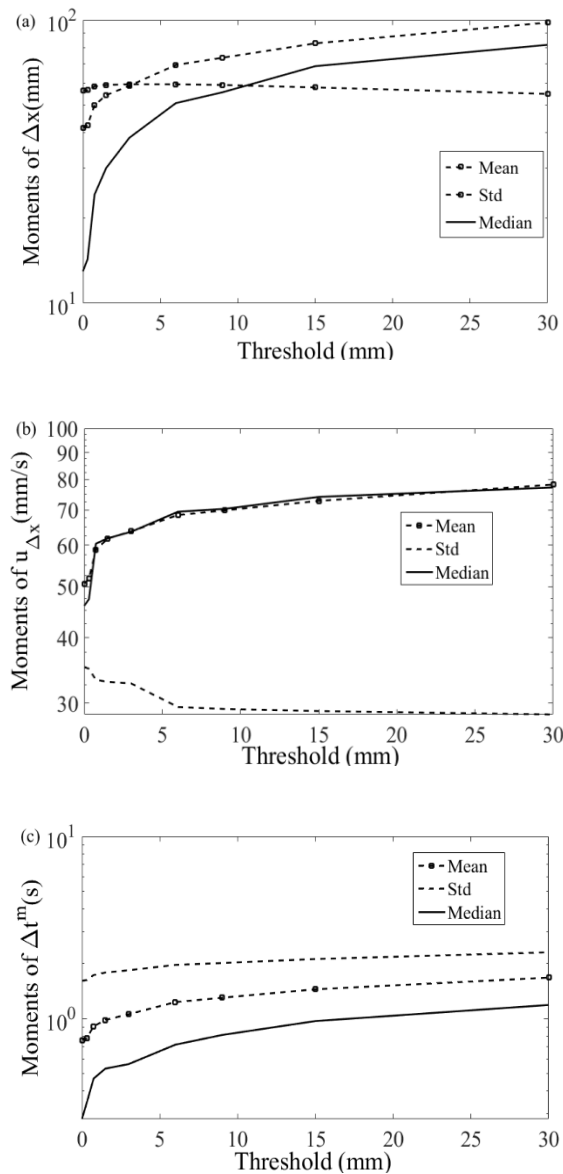 (a)
10²
10¹
Moments of Δx(mm)
Mean
Std
Median
0 5 10 15 20 25 30
Threshold (mm)
(b)
100
90
80
70
60
50
40
30
Moments of u_Δx(mm/s)
Mean
Std
Median
0 5 10 15 20 25 30
Threshold (mm)
(c)
10¹
10⁰
Moments of Δt^m(s)
Mean
Std
Median
0 5 10 15 20 25 30
Threshold (mm)